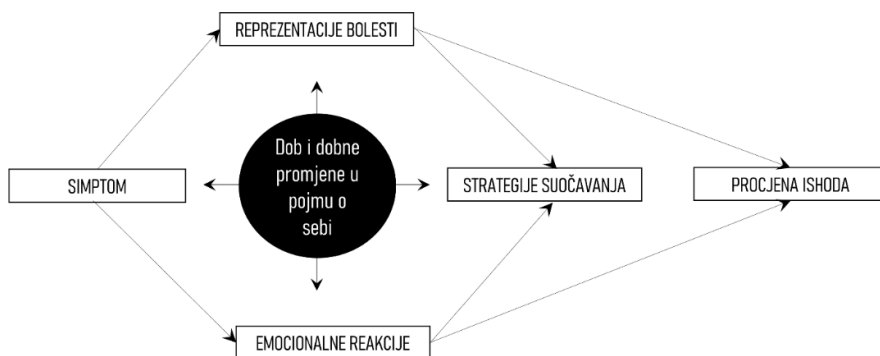 REPREZENTACIJE BOLESTI
Dob i dobne
promjene u
pojmu o
sebi
SIMPTOM
STRATEGIJE SUOČAVANJA
PROCJENA ISHODA
EMOCIONALNE REAKCIJE